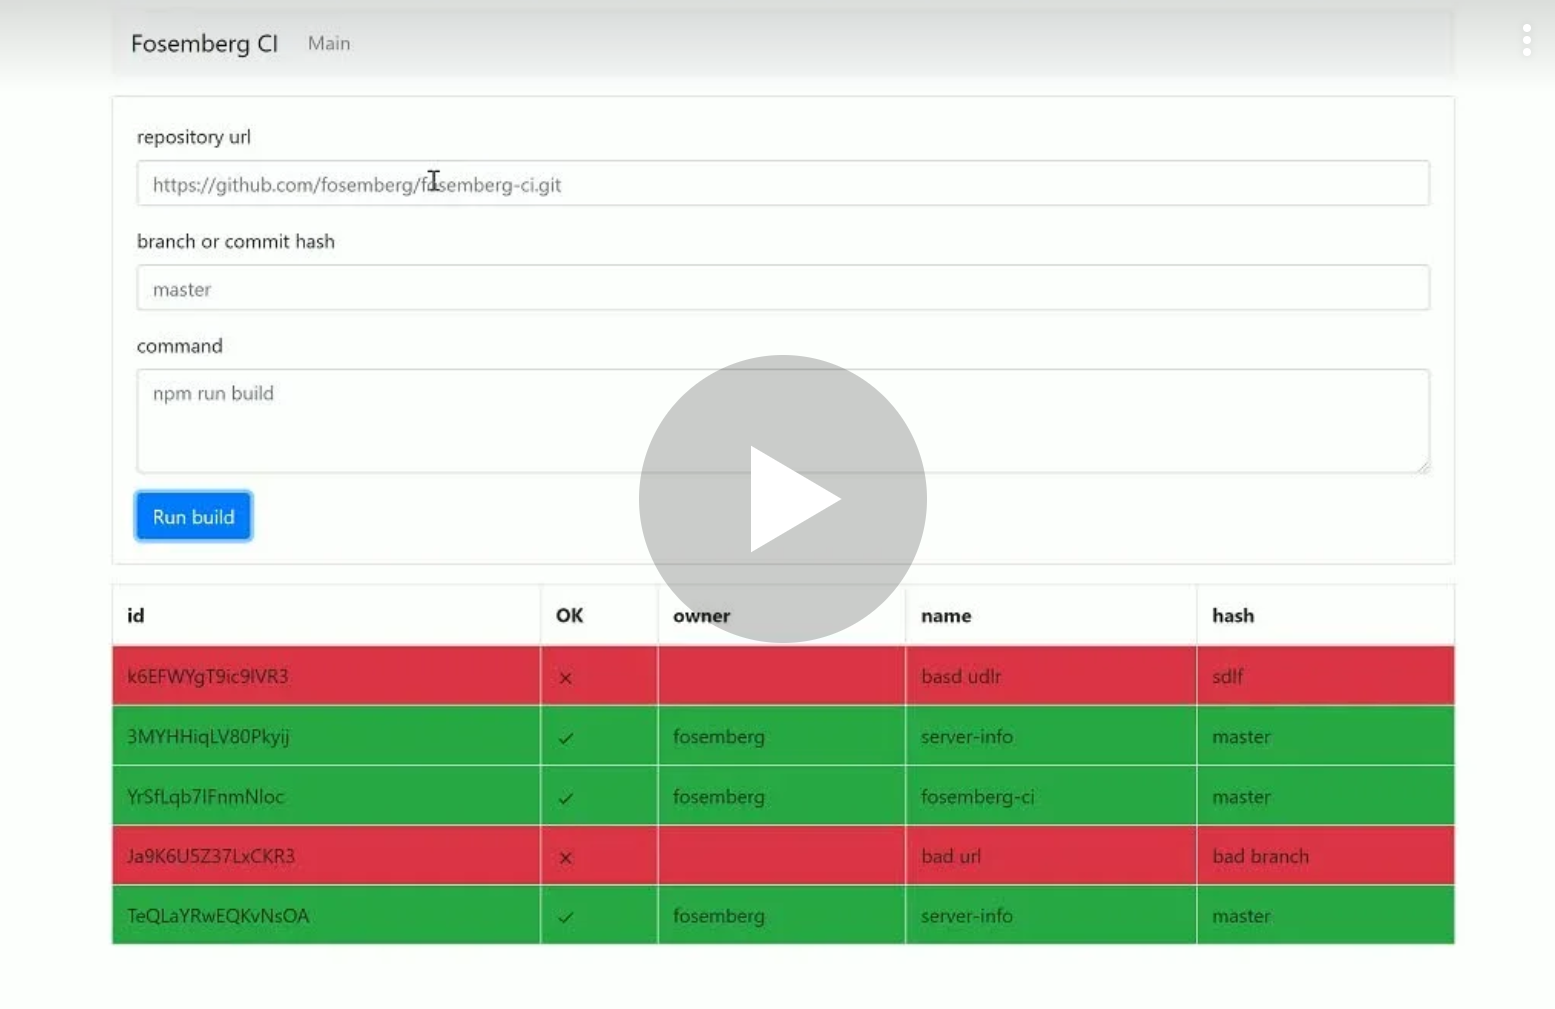 Fosemberg CI Main
repository url
https://github.com/fosemberg/fosemberg-ci.git
branch or commit hash
master
command
npm run build
Run build
id OK owner name hash
k6EFWYgT9ic9IVR3 × basd udlr sdlf
3MYHHiqLV80Pkyij ✓ fosemberg server-info master
YrSfLqb7IFnmNloc ✓ fosemberg fosemberg-ci master
Ja9K6U5Z37LxCKR3 × bad url bad branch
TeQLaYRwEQKvNsOA ✓ fosemberg server-info master